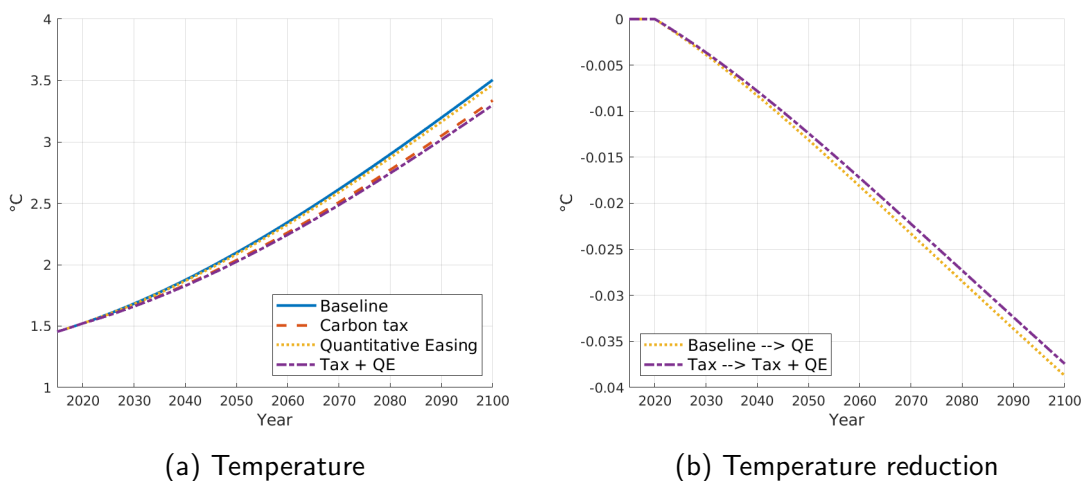 4
3.5
3
2.5
2
1.5
1
°C
2020 2030 2040 2050 2060 2070 2080 2090 2100
Year
Baseline
Carbon tax
Quantitative Easing
Tax + QE
(a) Temperature
0
-0.005
-0.01
-0.015
-0.02
-0.025
-0.03
-0.035
-0.04
°C
2020 2030 2040 2050 2060 2070 2080 2090 2100
Year
Baseline --> QE
Tax --> Tax + QE
(b) Temperature reduction